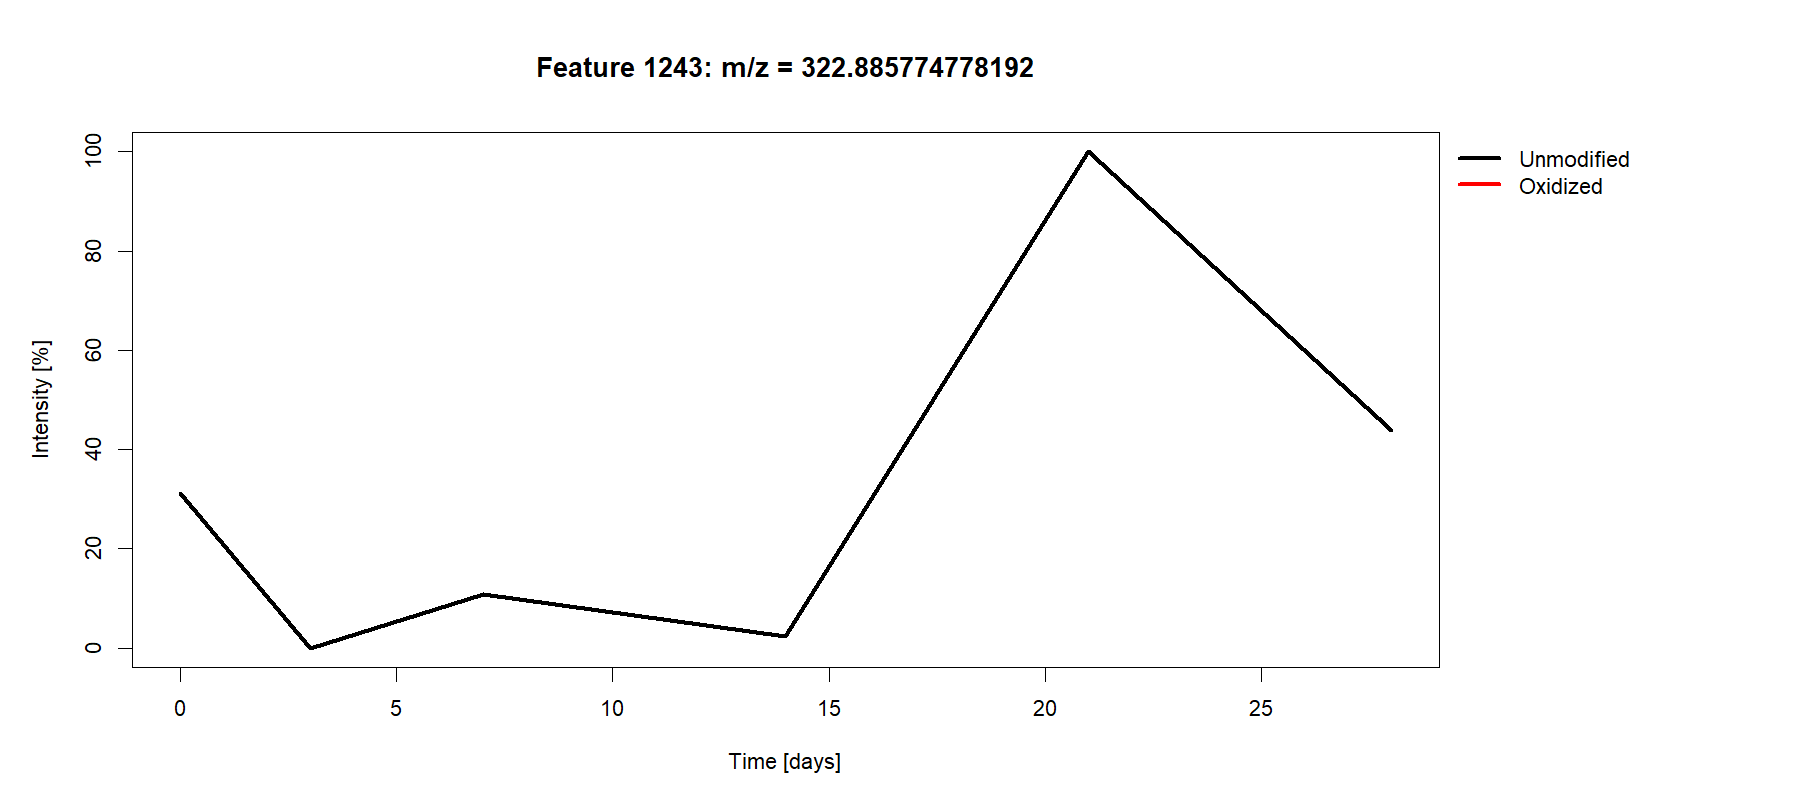 Feature 1243: m/z = 322.885774778192
Unmodified
Oxidized
100
80
60
40
20
0
Intensity [%]
0 5 10 15 20 25
Time [days]